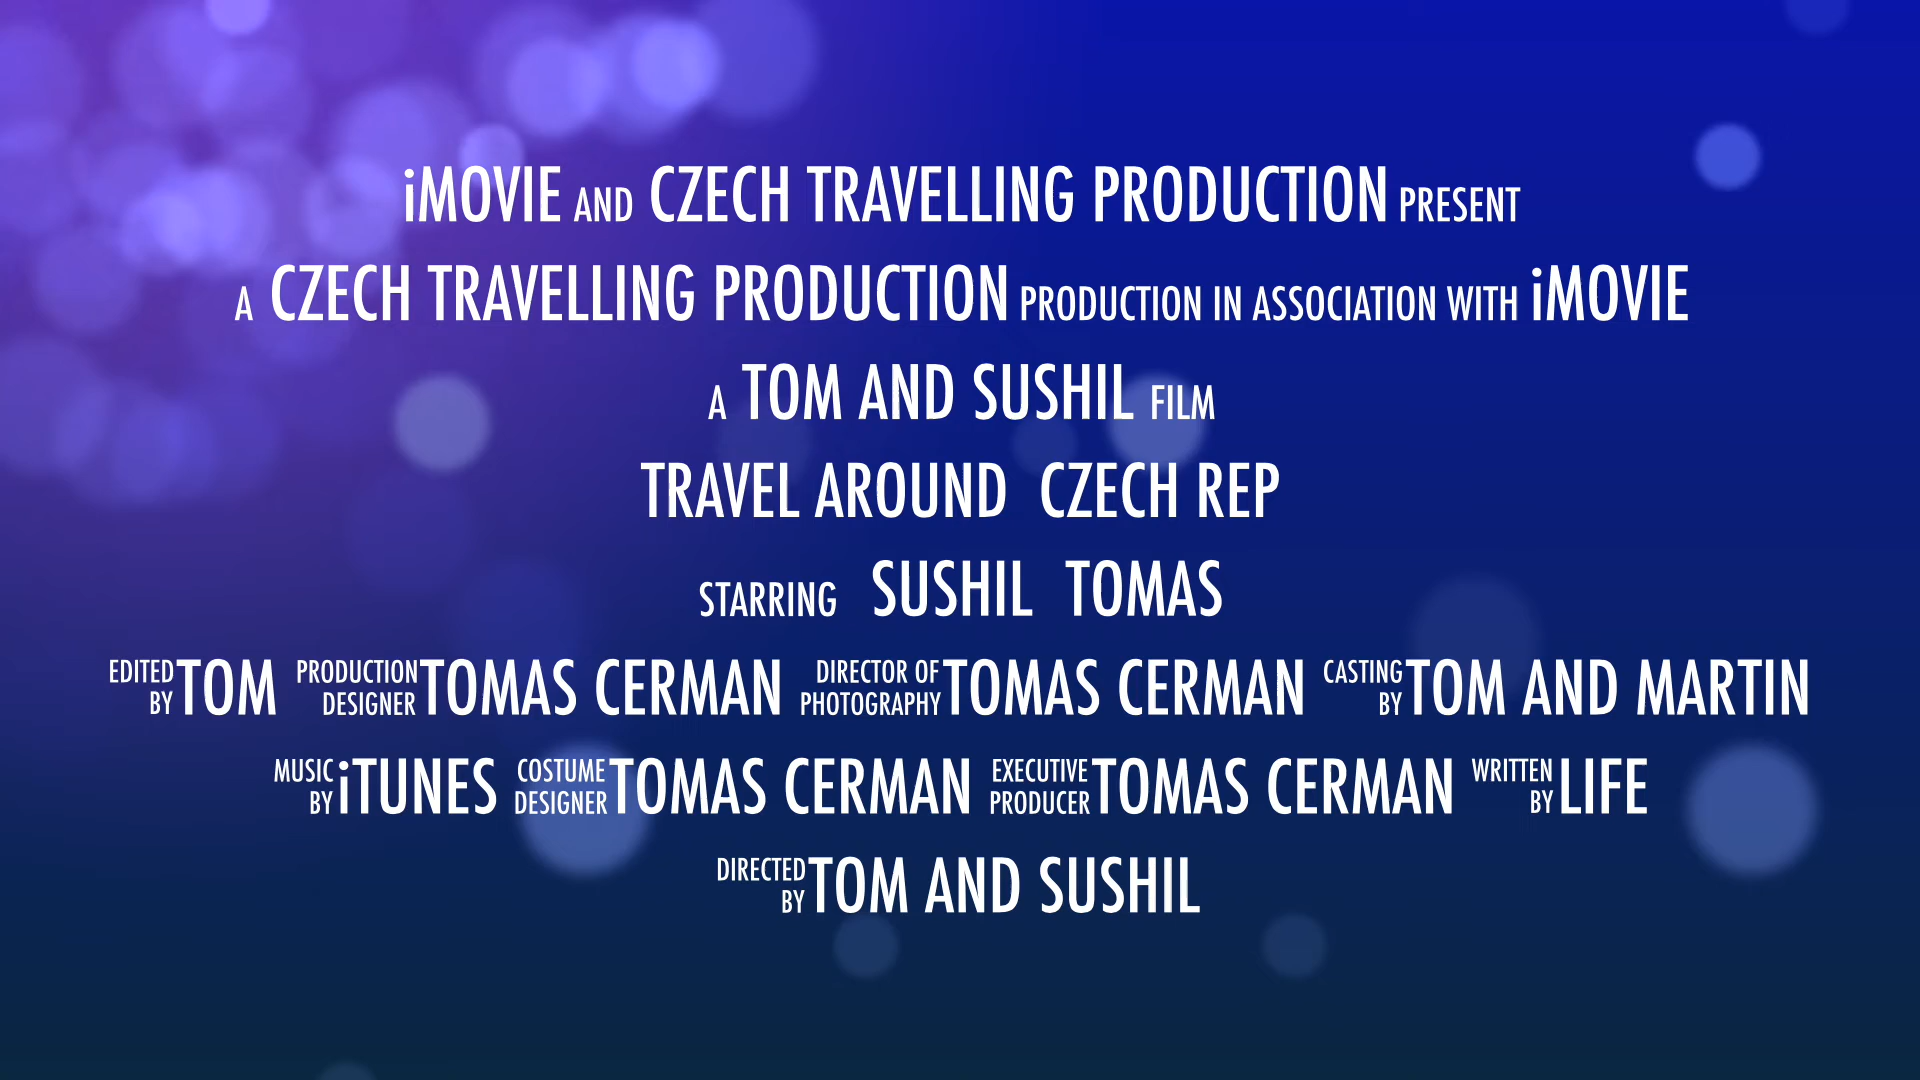 iMOVIE AND CZECH TRAVELLING PRODUCTION PRESENT
A CZECH TRAVELLING PRODUCTION PRODUCTION IN ASSOCIATION WITH iMOVIE
A TOM AND SUSHIL FILM
TRAVEL AROUND CZECH REP
STARRING SUSHIL TOMAS
EDITED BY TOM PRODUCTION DESIGNER TOMAS CERMAN DIRECTOR OF PHOTOGRAPHY TOMAS CERMAN CASTING BY TOM AND MARTIN
MUSIC BY iTUNES COSTUME DESIGNER TOMAS CERMAN EXECUTIVE PRODUCER TOMAS CERMAN WRITTEN BY LIFE
DIRECTED BY TOM AND SUSHIL